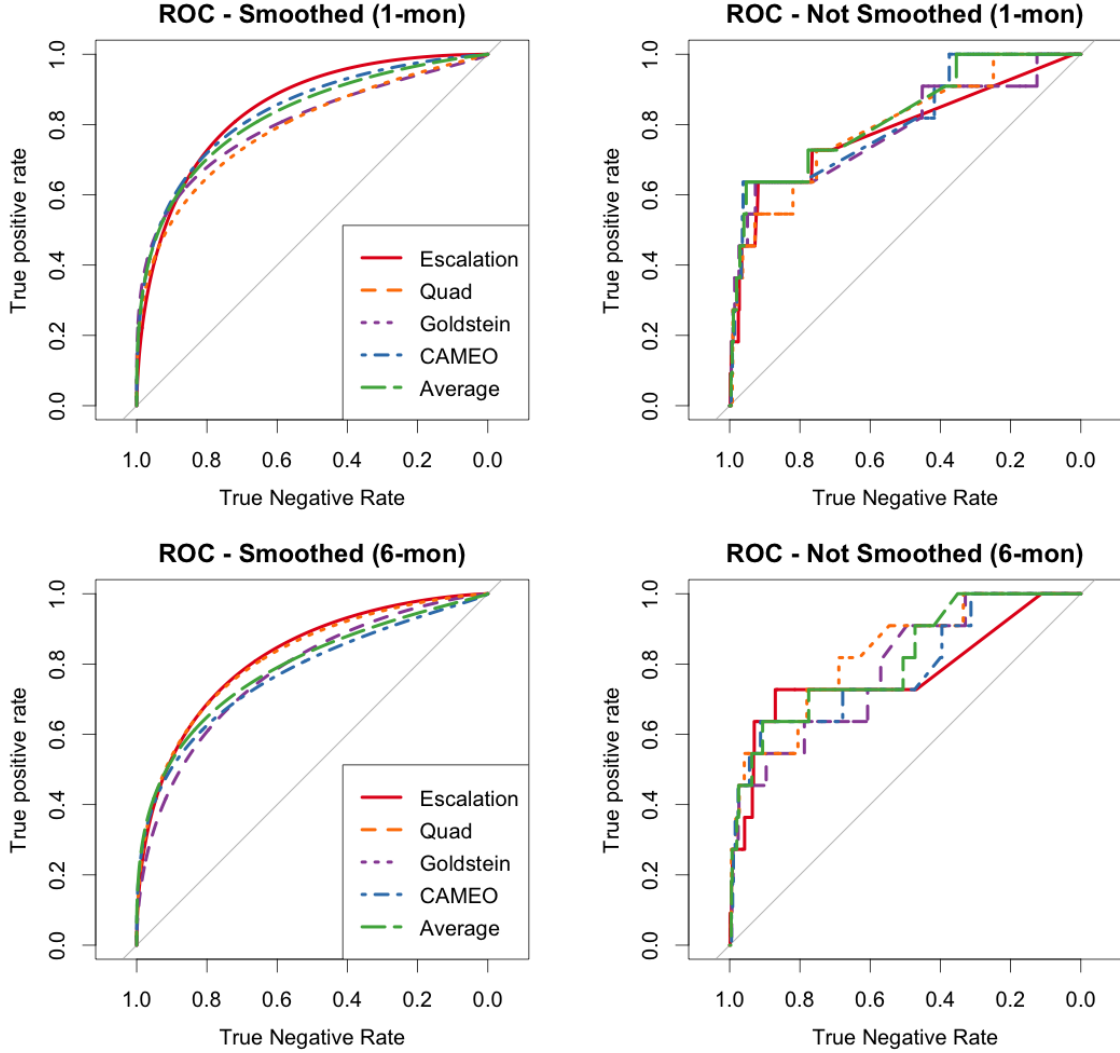 ROC - Smoothed (1-mon)
True positive rate
0.0 0.2 0.4 0.6 0.8 1.0
Escalation
Quad
Goldstein
CAMEO
Average
1.0 0.8 0.6 0.4 0.2 0.0
True Negative Rate
ROC - Not Smoothed (1-mon)
True positive rate
0.0 0.2 0.4 0.6 0.8 1.0
1.0 0.8 0.6 0.4 0.2 0.0
True Negative Rate
ROC - Smoothed (6-mon)
True positive rate
0.0 0.2 0.4 0.6 0.8 1.0
Escalation
Quad
Goldstein
CAMEO
Average
1.0 0.8 0.6 0.4 0.2 0.0
True Negative Rate
ROC - Not Smoothed (6-mon)
True positive rate
0.0 0.2 0.4 0.6 0.8 1.0
1.0 0.8 0.6 0.4 0.2 0.0
True Negative Rate